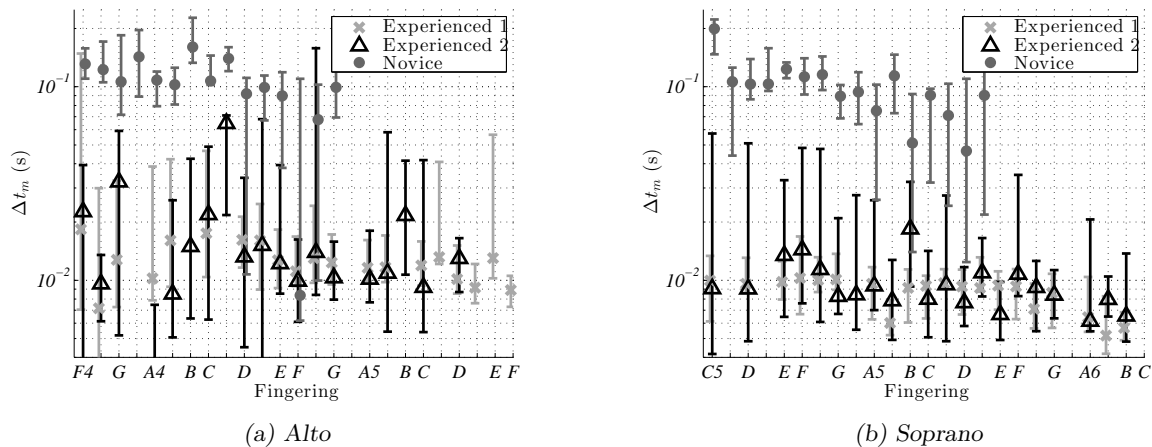 Experienced 1
Experienced 2
Novice
10^{-1}
10^{-2}
Δt_m (s)
F4 G A4 B C D E F G A5 B C D E F
Fingering
(a) Alto
Experienced 1
Experienced 2
Novice
10^{-1}
10^{-2}
Δt_m (s)
C5 D E F G A5 B C D E F G A6 B C
Fingering
(b) Soprano